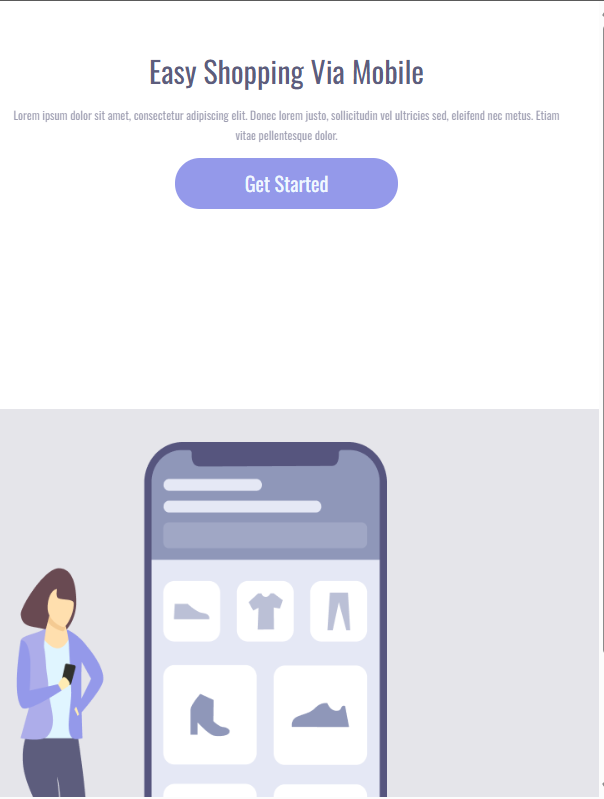 Easy Shopping Via Mobile
Lorem ipsum dolor sit amet, consectetur adipiscing elit. Donec lorem justo, sollicitudin vel ultricies sed, eleifend nec metus. Etiam
vitae pellentesque dolor.
Get Started